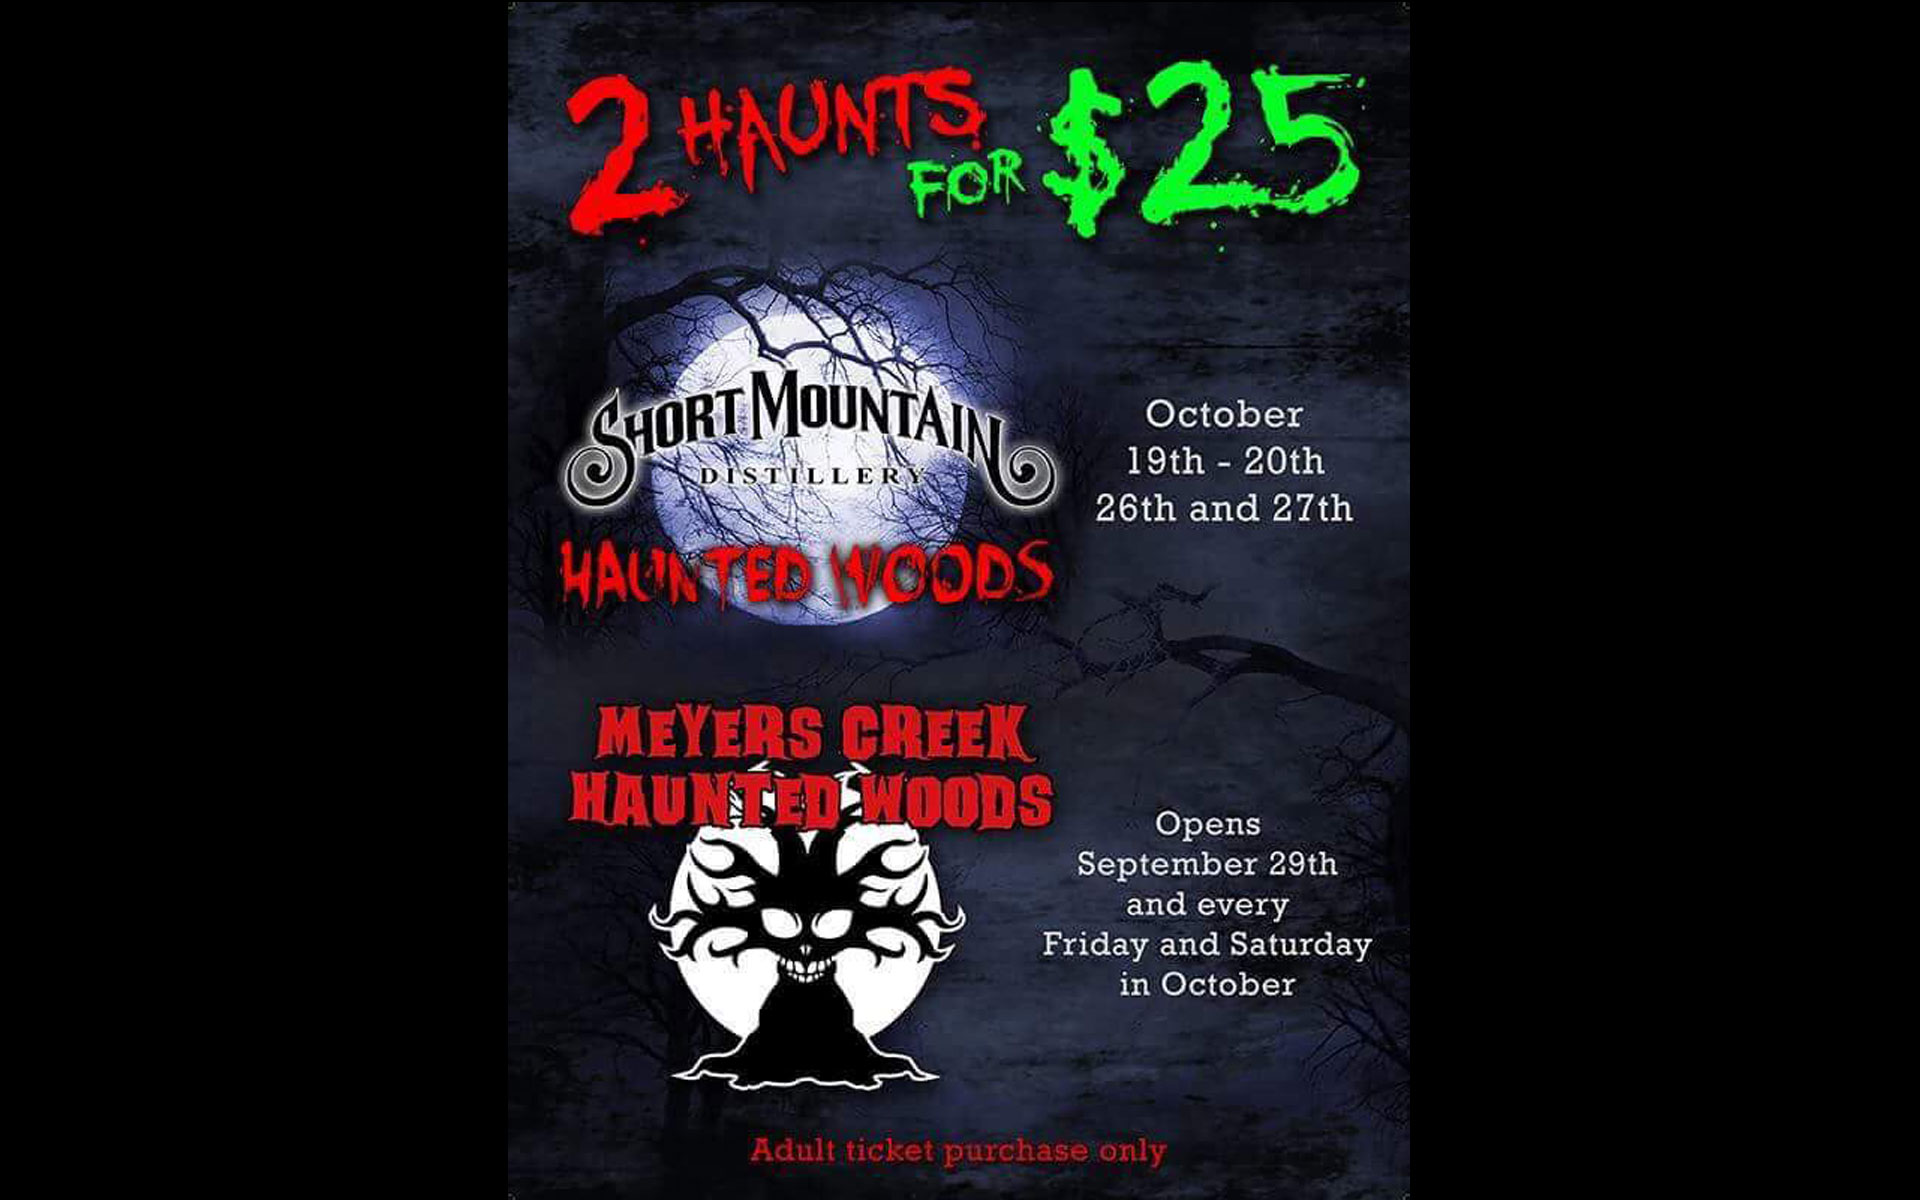 2 HAUNTS
FOR $25
SHORT MOUNTAIN
DISTILLERY
HAUNTED WOODS
October
19th - 20th
26th and 27th
MEYERS CREEK
HAUNTED WOODS
Opens
September 29th
and every
Friday and Saturday
in October
Adult ticket purchase only